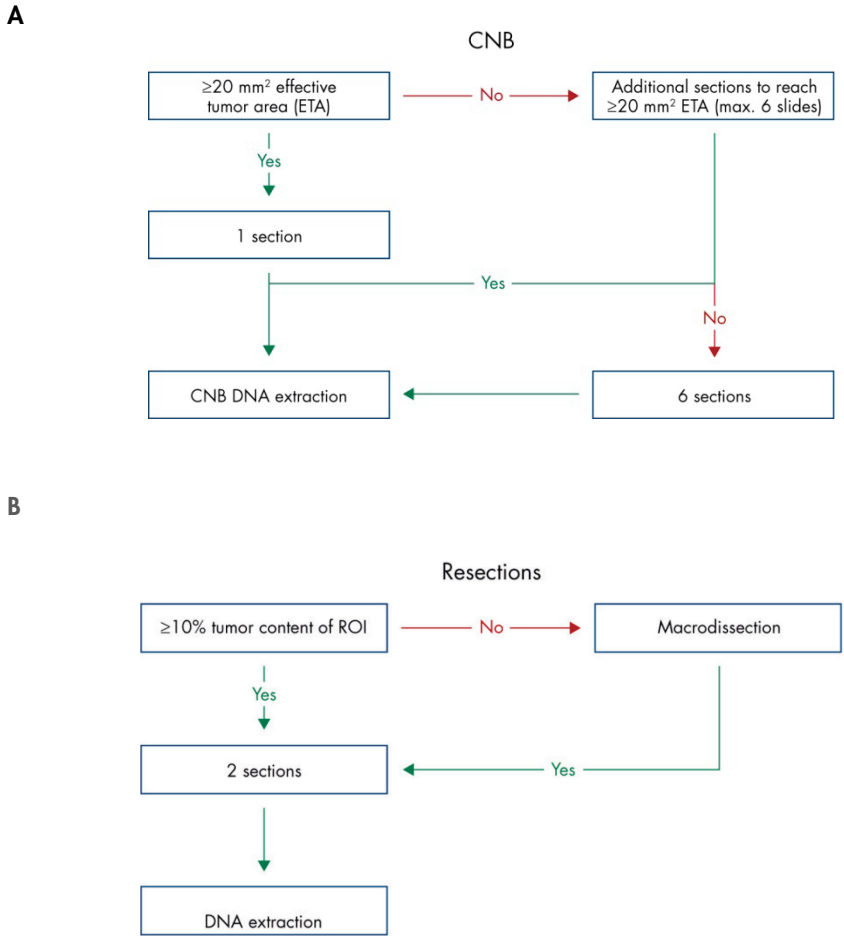 A
CNB
≥20 mm² effective
tumor area (ETA)
No
Additional sections to reach
≥20 mm² ETA (max. 6 slides)
Yes
1 section
Yes
No
CNB DNA extraction
6 sections
B
Resections
≥10% tumor content of ROI
No
Macrodissection
Yes
2 sections
Yes
DNA extraction